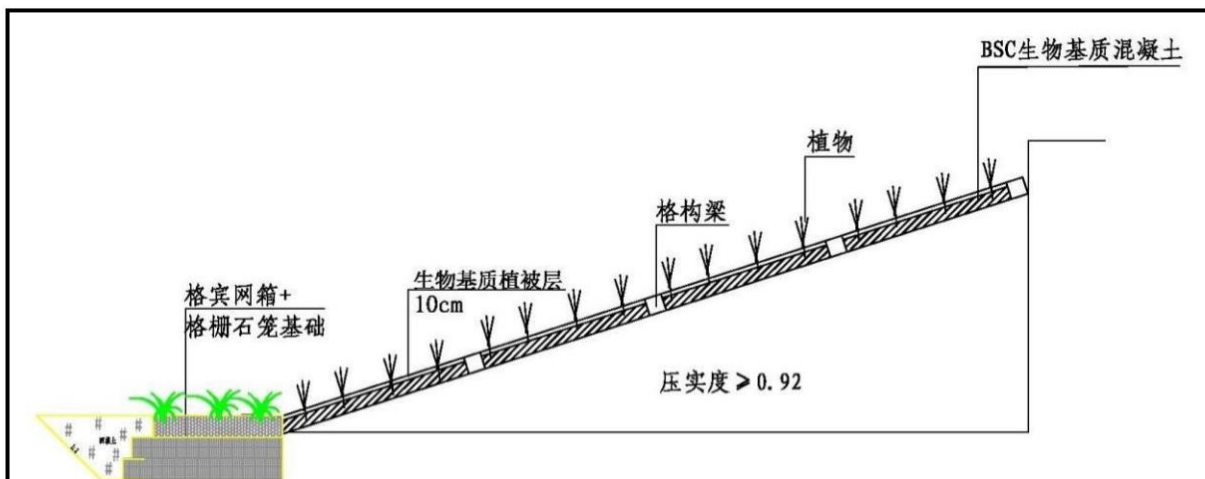 BSC生物基质混凝土
植物
格构梁
生物基质植被层
10cm
格宾网箱+
格栅石笼基础
压实度≥0.92